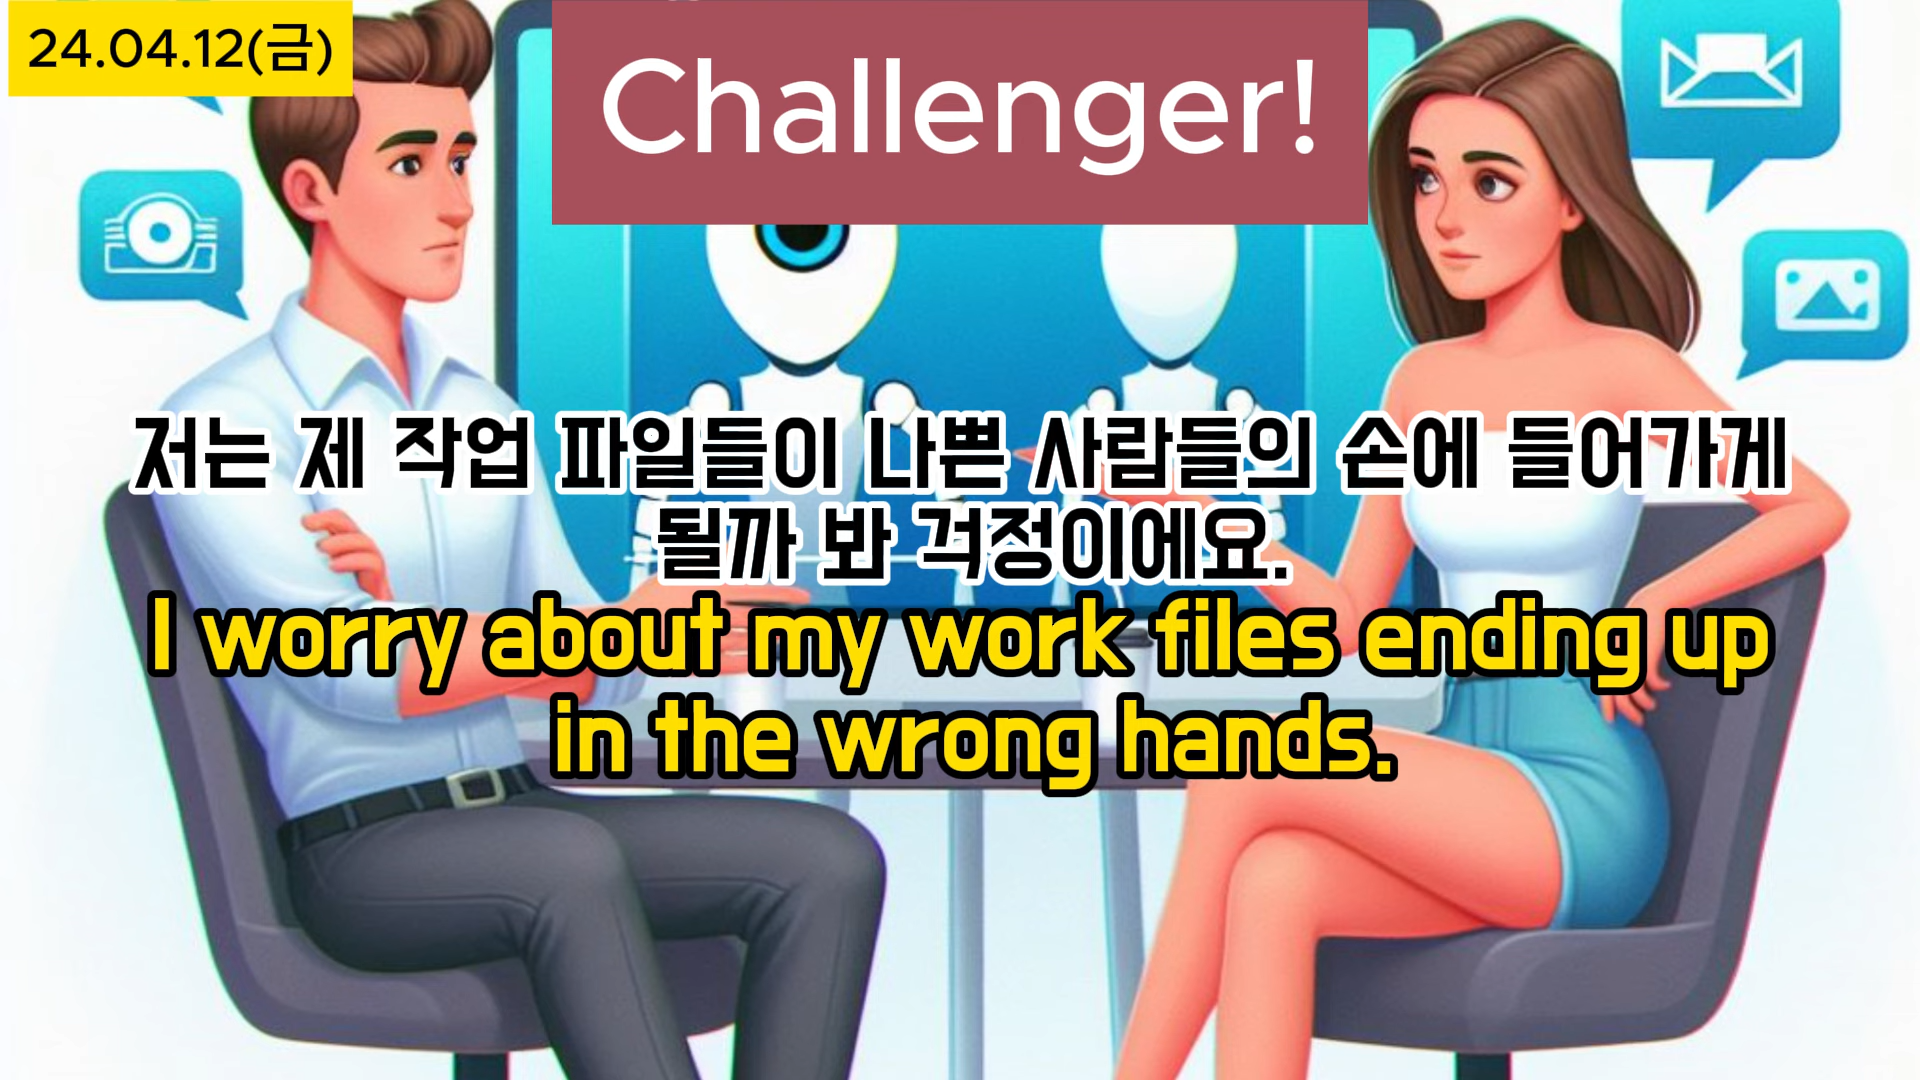 24.04.12(금)
Challenger!
저는 제 작업 파일들이 나쁜 사람들의 손에 들어가게
될까 봐 걱정이에요.
I worry about my work files ending up
in the wrong hands.